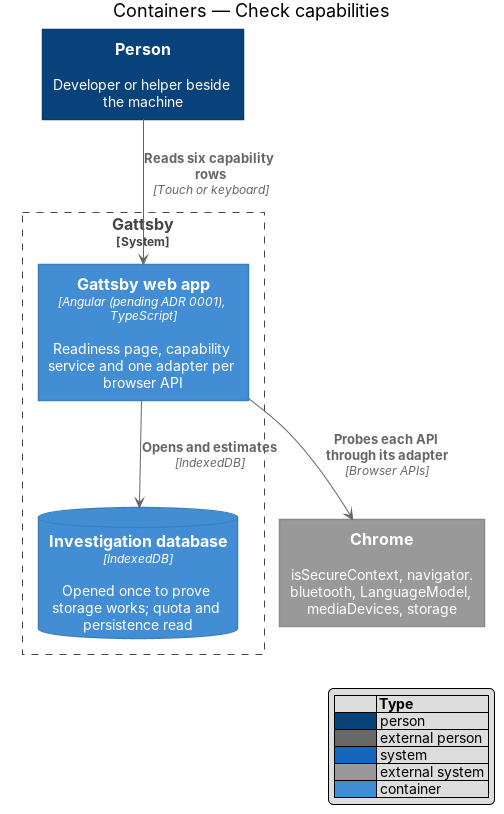 Containers — Check capabilities
Person
Developer or helper beside
the machine
Reads six capability
rows
[Touch or keyboard]
Gattsby
[System]
Gattsby web app
[Angular (pending ADR 0001),
TypeScript]
Readiness page, capability
service and one adapter per
browser API
Opens and estimates
[IndexedDB]
Probes each API
through its adapter
[Browser APIs]
Investigation database
[IndexedDB]
Opened once to prove
storage works; quota and
persistence read
Chrome
isSecureContext, navigator.
bluetooth, LanguageModel,
mediaDevices, storage
Type
person
external person
system
external system
container